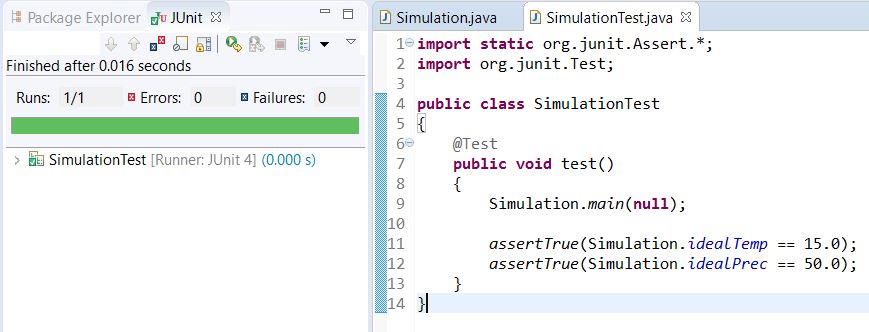 Package Explorer JUnit
Finished after 0.016 seconds
Runs: 1/1 Errors: 0 Failures: 0
SimulationTest [Runner: JUnit 4] (0.000 s)
Simulation.java SimulationTest.java
1 import static org.junit.Assert.*;
2 import org.junit.Test;
3
4 public class SimulationTest
5 {
6 @Test
7 public void test()
8 {
9 Simulation.main(null);
10
11 assertTrue(Simulation.idealTemp == 15.0);
12 assertTrue(Simulation.idealPrec == 50.0);
13 }
14 }